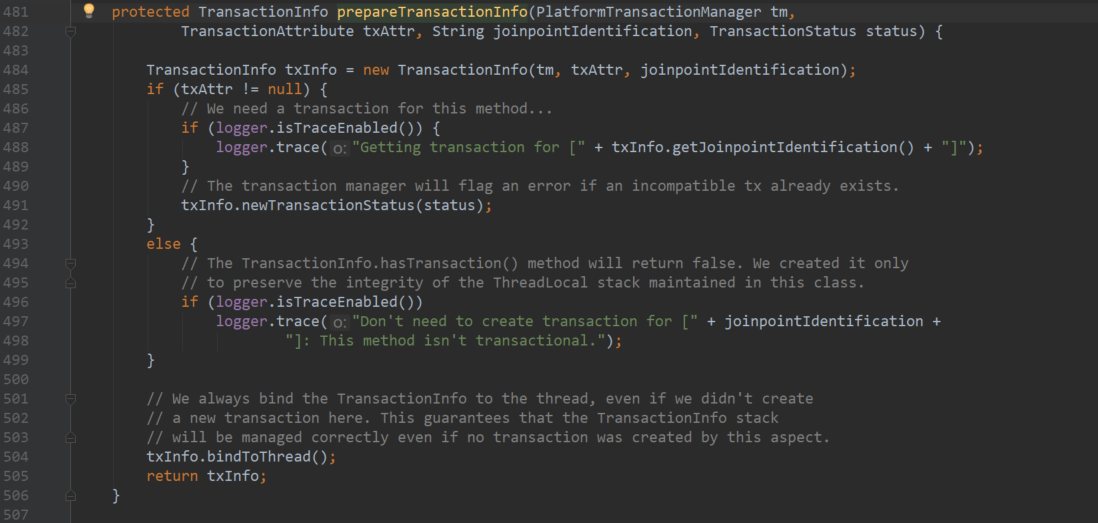 481 protected TransactionInfo prepareTransactionInfo(PlatformTransactionManager tm,
482 TransactionAttribute txAttr, String joinpointIdentification, TransactionStatus status) {
483
484 TransactionInfo txInfo = new TransactionInfo(tm, txAttr, joinpointIdentification);
485 if (txAttr != null) {
486 // We need a transaction for this method...
487 if (logger.isTraceEnabled()) {
488 logger.trace( o: "Getting transaction for [" + txInfo.getJoinpointIdentification() + "]");
489 }
490 // The transaction manager will flag an error if an incompatible tx already exists.
491 txInfo.newTransactionStatus(status);
492 }
493 else {
494 // The TransactionInfo.hasTransaction() method will return false. We created it only
495 // to preserve the integrity of the ThreadLocal stack maintained in this class.
496 if (logger.isTraceEnabled())
497 logger.trace( o: "Don't need to create transaction for [" + joinpointIdentification +
498 "]: This method isn't transactional.");
499 }
500
501 // We always bind the TransactionInfo to the thread, even if we didn't create
502 // a new transaction here. This guarantees that the TransactionInfo stack
503 // will be managed correctly even if no transaction was created by this aspect.
504 txInfo.bindToThread();
505 return txInfo;
506 }
507